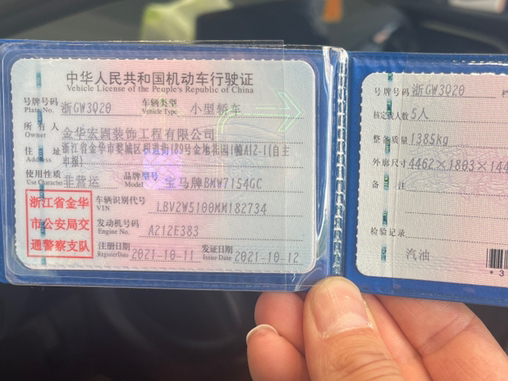 中华人民共和国机动车行驶证
Vehicle License of the People's Republic of China
号牌号码 浙GW3Q20 车辆类型 小型轿车
Plate No. Vehicle Type
所有人 金华宏圆装饰工程有限公司
Owner
住址 浙江省金华市婺城区
Address 申报)
使用性质 非营运 品牌型号 宝马牌BMW7154GC
Use Character Model
浙江省金华
市公安局交
通警察支队
车辆识别代号 LBV2W5100MM182734
VIN
发动机号码 A212E383
Engine No.
注册日期 2021-10-11 发证日期 2021-10-12
Register Date Issue Date
号牌号码 浙GW3Q20
核定载人数 5人
整备质量 1385kg
外廓尺寸 4462×1803×144
备注
检验记录
汽油